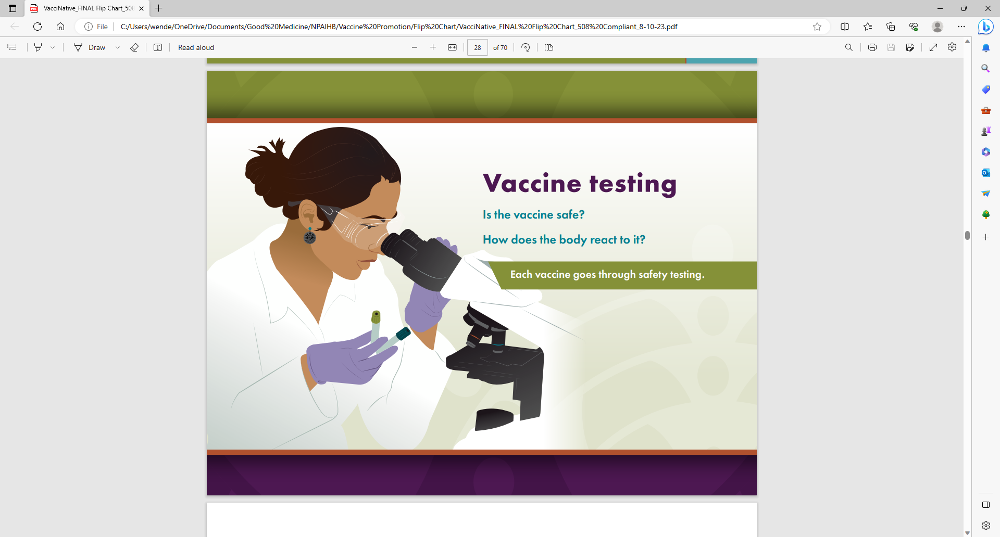 VacciNative_FINAL Flip Chart_508
File
C:/Users/wende/OneDrive/Documents/Good%20Medicine/NPAIHB/Vaccine%20Promotion/Flip%20Chart/VacciNative_FINAL%20Flip%20Chart_508%20Compliant_8-10-23.pdf
Draw
Read aloud
28
of 70
Vaccine testing
Is the vaccine safe?
How does the body react to it?
Each vaccine goes through safety testing.